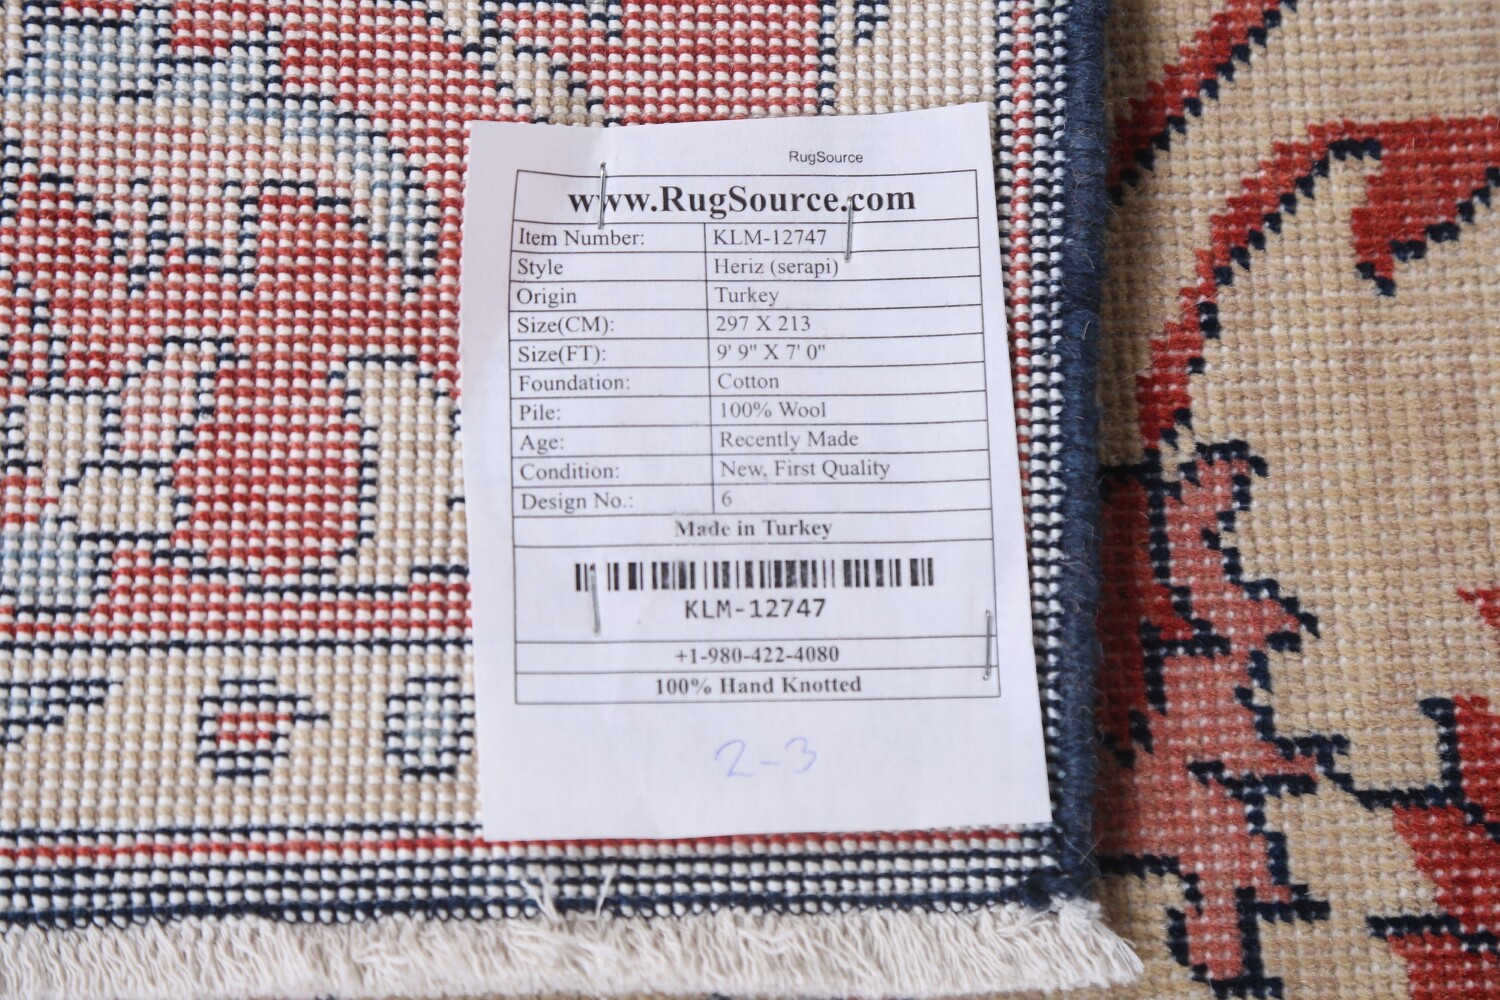 RugSource
www.RugSource.com
Item Number: KLM-12747
Style Heriz (serapi)
Origin Turkey
Size(CM): 297 X 213
Size(FT): 9' 9" X 7' 0"
Foundation: Cotton
Pile: 100% Wool
Age: Recently Made
Condition: New, First Quality
Design No.: 6
Made in Turkey
KLM-12747
+1-980-422-4080
100% Hand Knotted
2-3